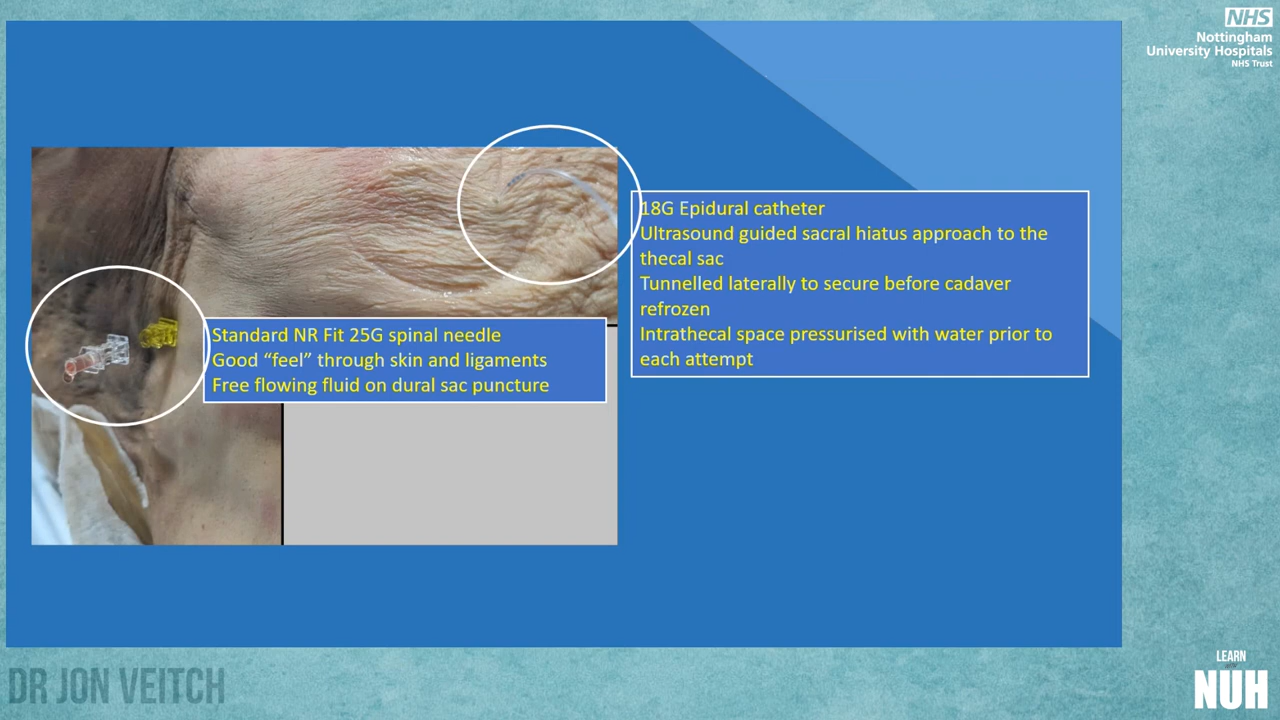 NHS
Nottingham
University Hospitals
NHS Trust
18G Epidural catheter
Ultrasound guided sacral hiatus approach to the
thecal sac
Tunnelled laterally to secure before cadaver
refrozen
Intrathecal space pressurised with water prior to
each attempt
Standard NR Fit 25G spinal needle
Good “feel” through skin and ligaments
Free flowing fluid on dural sac puncture
DR JON VEITCH
LEARN
NUH